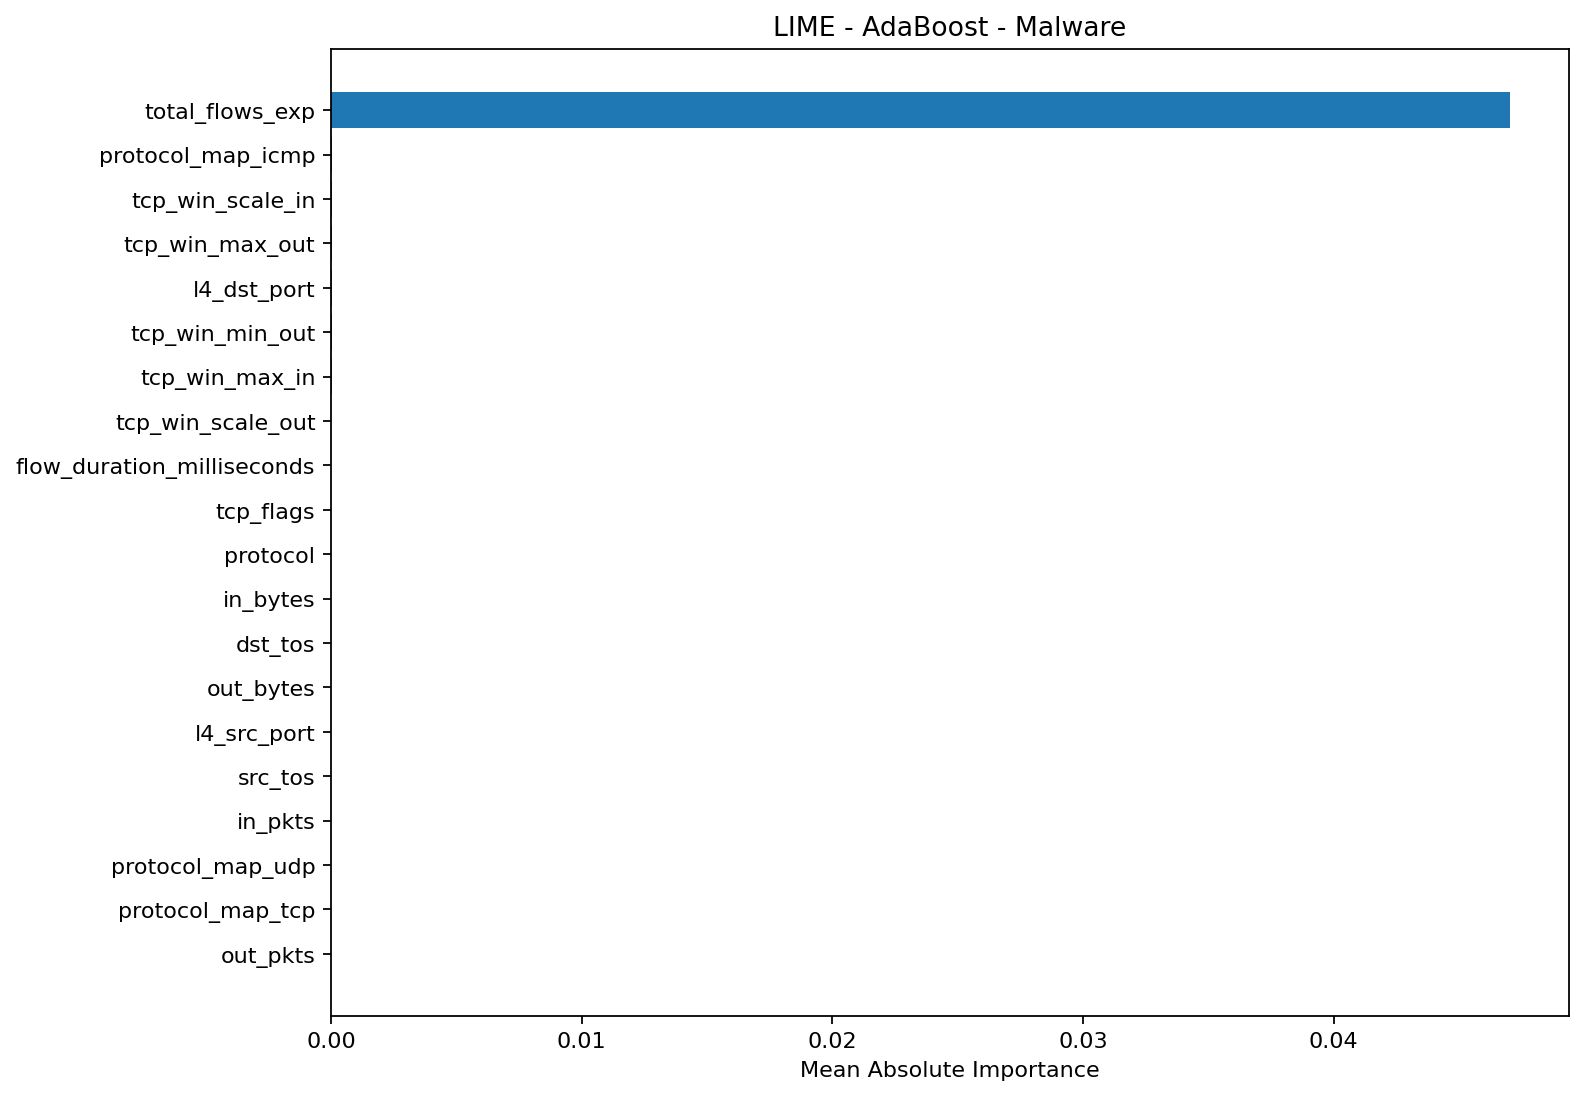 LIME - AdaBoost - Malware
total_flows_exp
protocol_map_icmp
tcp_win_scale_in
tcp_win_max_out
l4_dst_port
tcp_win_min_out
tcp_win_max_in
tcp_win_scale_out
flow_duration_milliseconds
tcp_flags
protocol
in_bytes
dst_tos
out_bytes
l4_src_port
src_tos
in_pkts
protocol_map_udp
protocol_map_tcp
out_pkts
0.00 0.01 0.02 0.03 0.04
Mean Absolute Importance